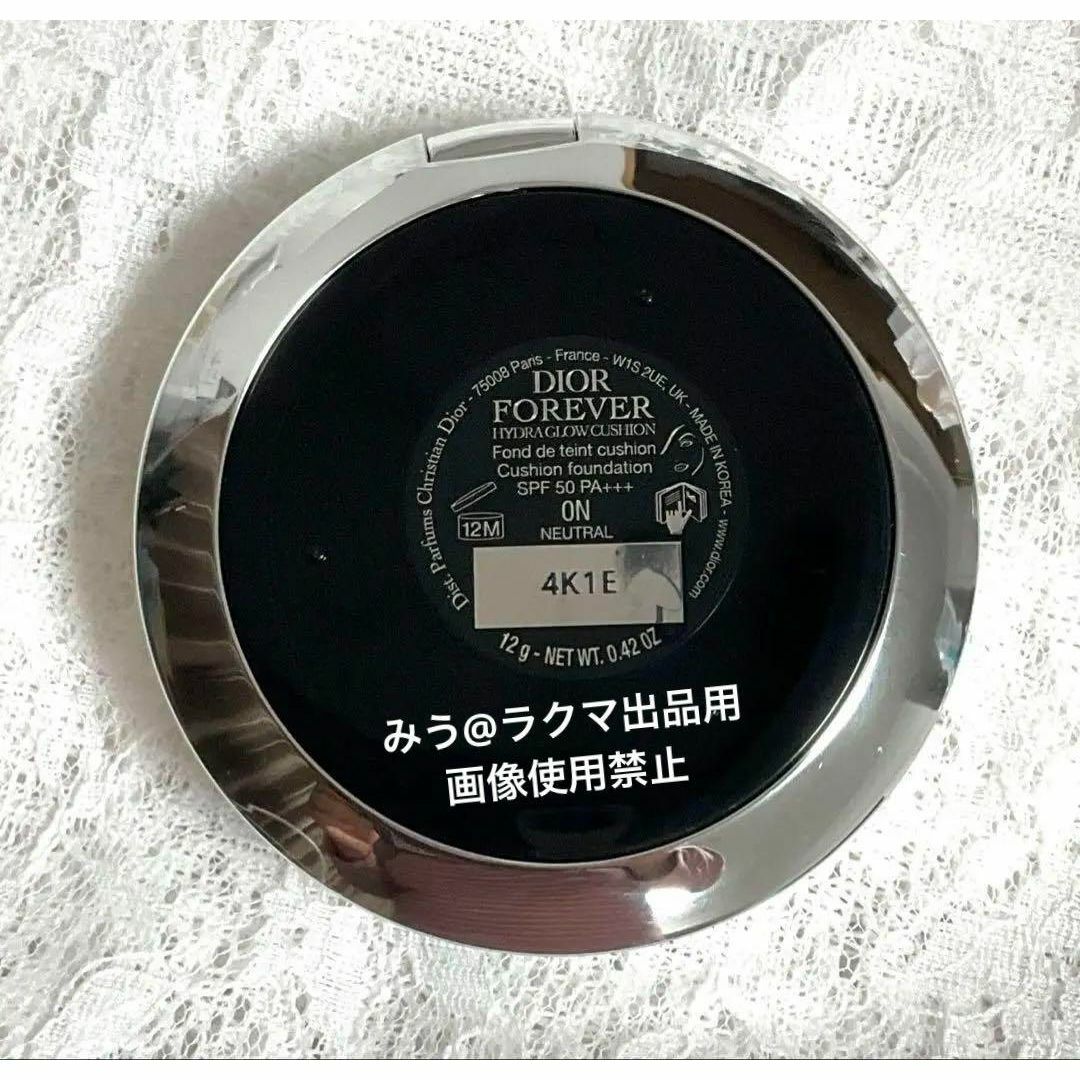 Dist. Parfums Christian Dior - 75008 Paris - France - W1S 2UE, UK - MADE IN KOREA - www.dior.com
DIOR
FOREVER
HYDRA GLOW CUSHION
Fond de teint cushion
Cushion foundation
SPF 50 PA+++
12M
0N
NEUTRAL
4K1E
12 g - NET WT. 0.42 OZ
みう@ラクマ出品用
画像使用禁止